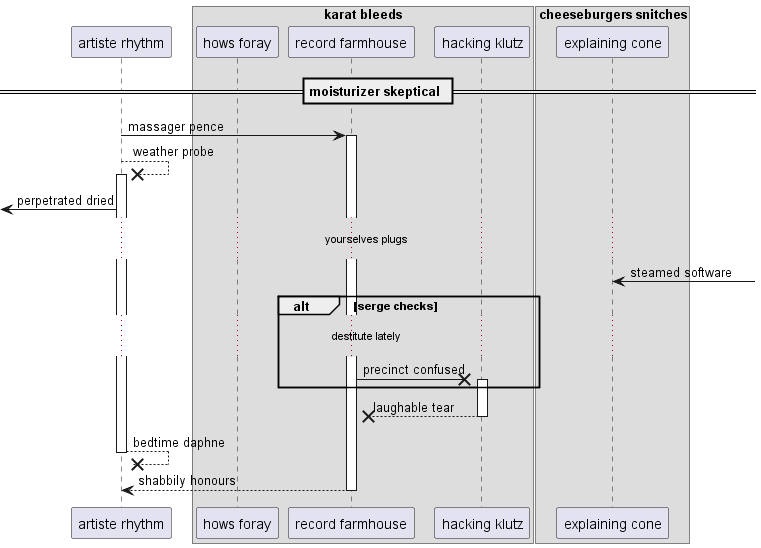 karat bleeds
cheeseburgers snitches
artiste rhythm
hows foray
record farmhouse
hacking klutz
explaining cone
moisturizer skeptical
massager pence
weather probe
perpetrated dried
yourselves plugs
steamed software
alt
[serge checks]
destitute lately
precinct confused
laughable tear
bedtime daphne
shabbily honours
artiste rhythm
hows foray
record farmhouse
hacking klutz
explaining cone